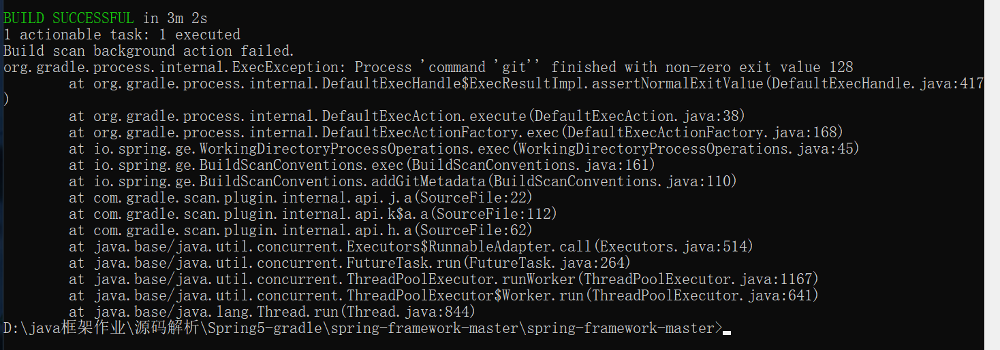 BUILD SUCCESSFUL in 3m 2s
1 actionable task: 1 executed
Build scan background action failed.
org.gradle.process.internal.ExecException: Process 'command 'git'' finished with non-zero exit value 128
        at org.gradle.process.internal.DefaultExecHandle$ExecResultImpl.assertNormalExitValue(DefaultExecHandle.java:417
)
        at org.gradle.process.internal.DefaultExecAction.execute(DefaultExecAction.java:38)
        at org.gradle.process.internal.DefaultExecActionFactory.exec(DefaultExecActionFactory.java:168)
        at io.spring.ge.WorkingDirectoryProcessOperations.exec(WorkingDirectoryProcessOperations.java:45)
        at io.spring.ge.BuildScanConventions.exec(BuildScanConventions.java:161)
        at io.spring.ge.BuildScanConventions.addGitMetadata(BuildScanConventions.java:110)
        at com.gradle.scan.plugin.internal.api.j.a(SourceFile:22)
        at com.gradle.scan.plugin.internal.api.k$a.a(SourceFile:112)
        at com.gradle.scan.plugin.internal.api.h.a(SourceFile:62)
        at java.base/java.util.concurrent.Executors$RunnableAdapter.call(Executors.java:514)
        at java.base/java.util.concurrent.FutureTask.run(FutureTask.java:264)
        at java.base/java.util.concurrent.ThreadPoolExecutor.runWorker(ThreadPoolExecutor.java:1167)
        at java.base/java.util.concurrent.ThreadPoolExecutor$Worker.run(ThreadPoolExecutor.java:641)
        at java.base/java.lang.Thread.run(Thread.java:844)
D:\java框架作业\源码解析\Spring5-gradle\spring-framework-master\spring-framework-master>